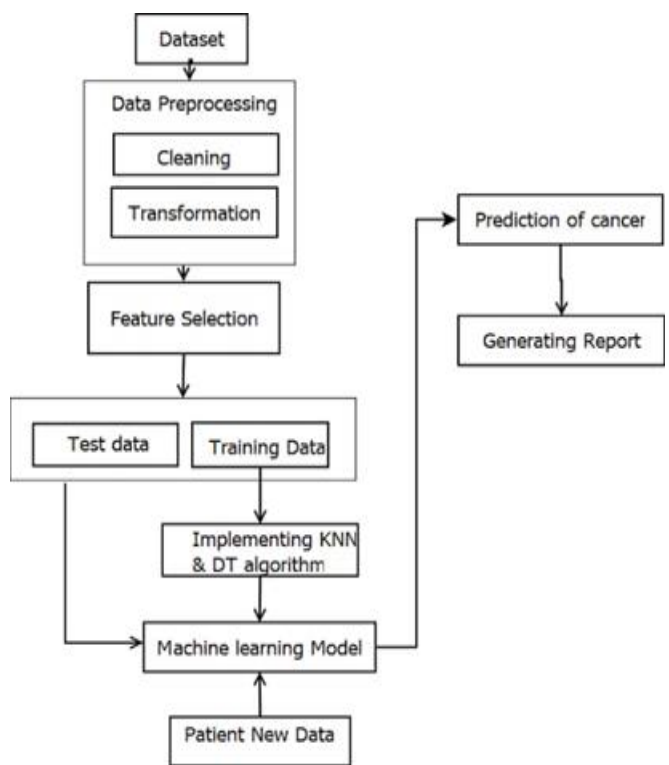 Dataset
Data Preprocessing
Cleaning
Transformation
Feature Selection
Test data
Training Data
Implementing KNN
& DT algorithm
Machine learning Model
Patient New Data
Prediction of cancer
Generating Report